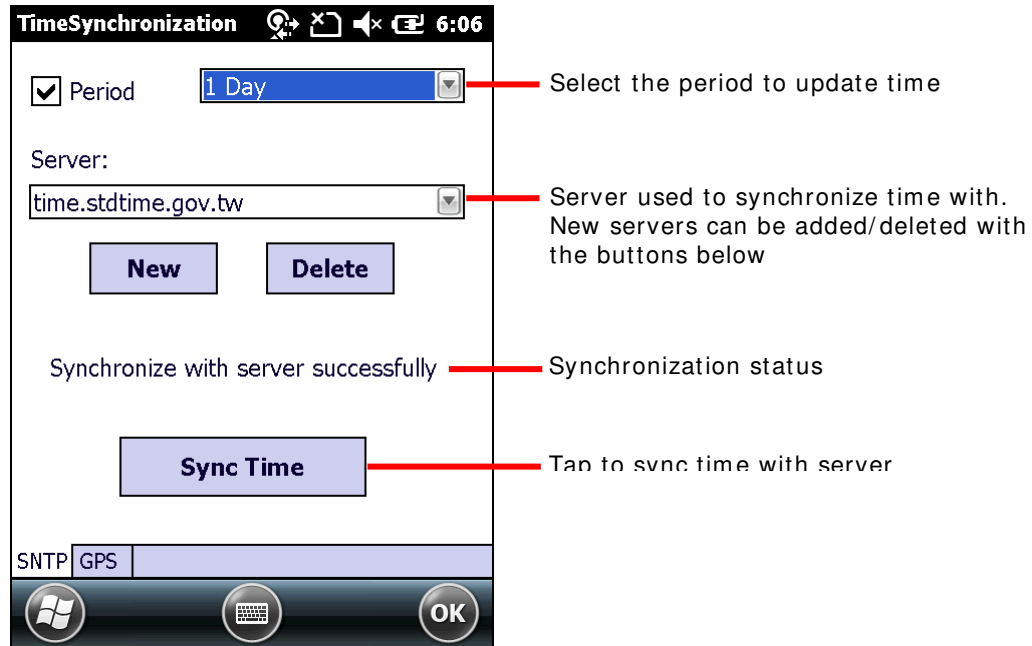 TimeSynchronization 6:06
Period 1 Day
Select the period to update time
Server:
time.stdtime.gov.tw
Server used to synchronize time with.
New servers can be added/deleted with
the buttons below
New Delete
Synchronize with server successfully
Synchronization status
Sync Time
Tap to sync time with server
SNTP GPS
OK